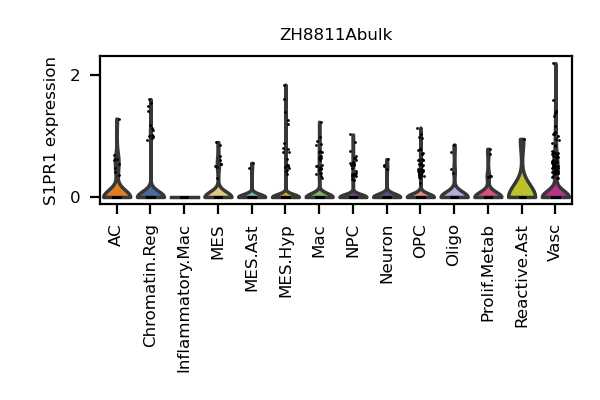 ZH8811Abulk
S1PR1 expression
2
0
AC
Chromatin.Reg
Inflammatory.Mac
MES
MES.Ast
MES.Hyp
Mac
NPC
Neuron
OPC
Oligo
Prolif.Metab
Reactive.Ast
Vasc